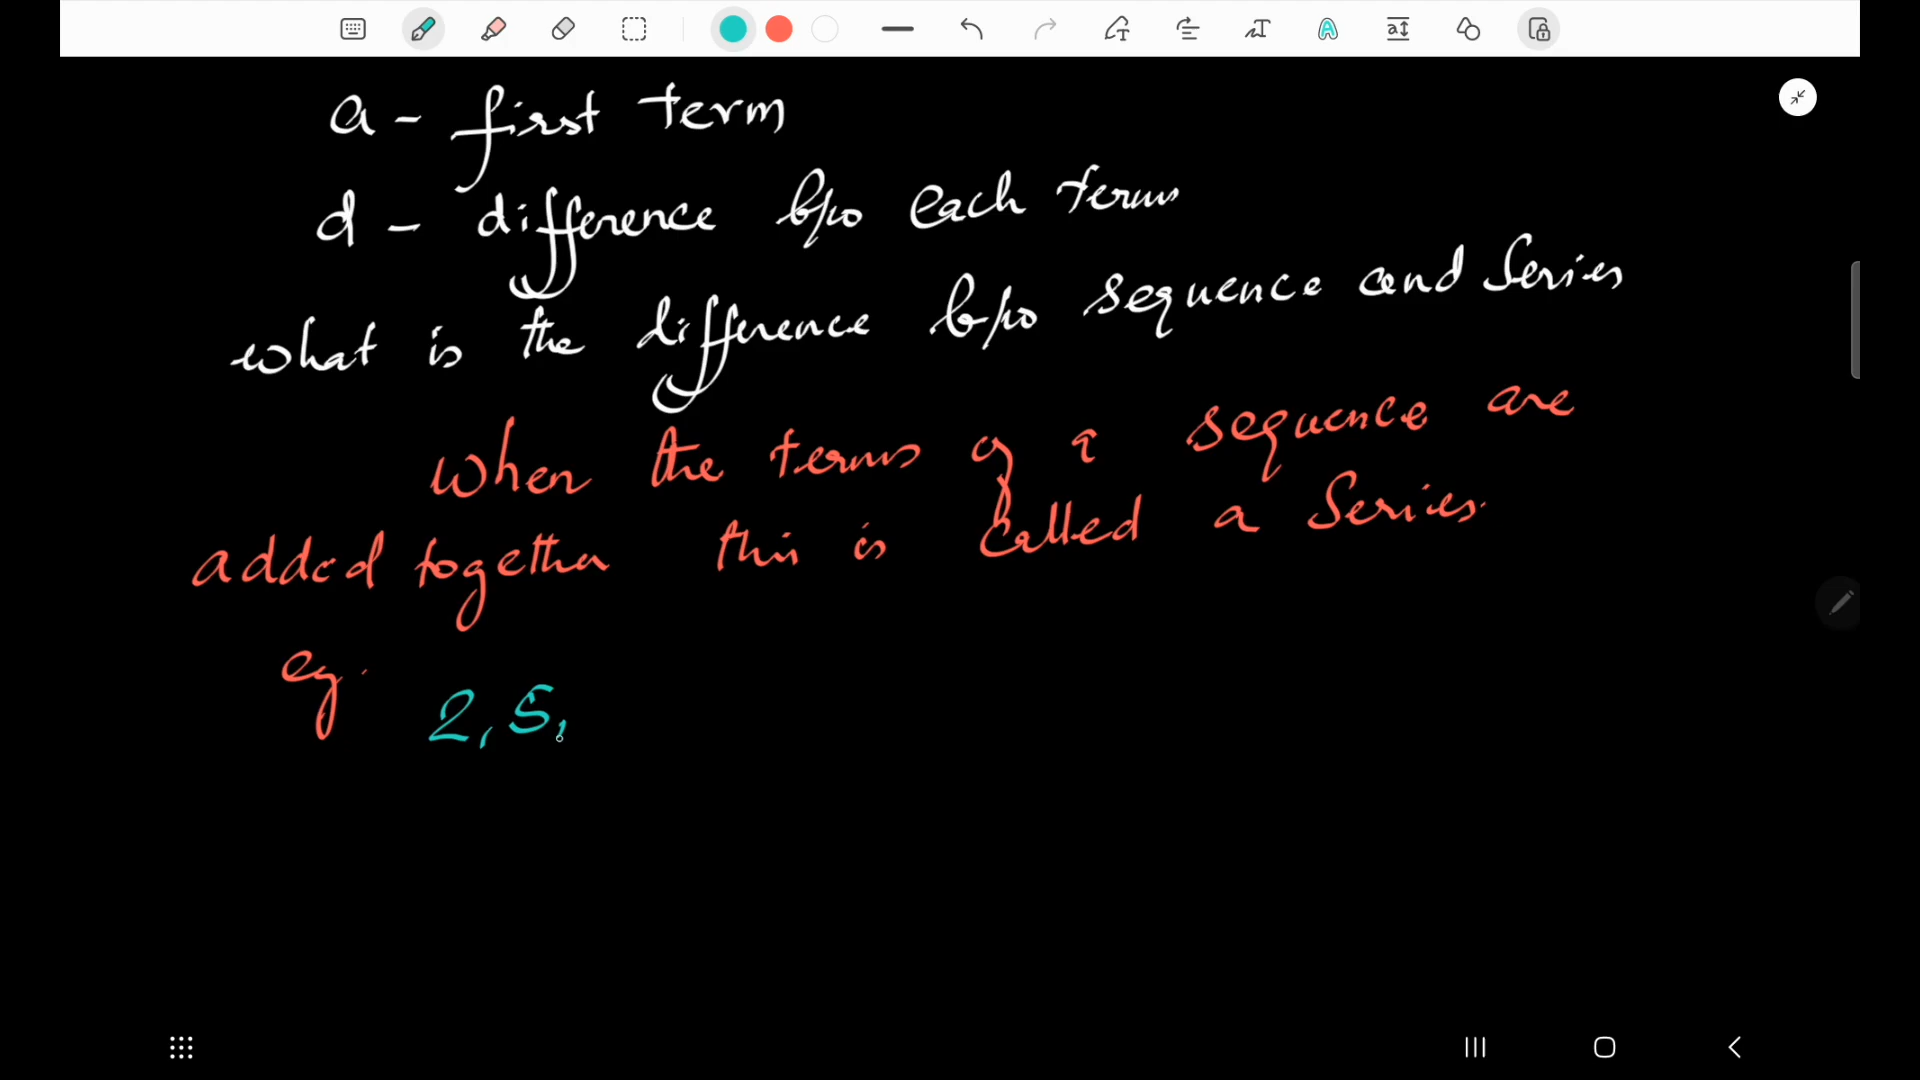 a - first term
d - difference b/w each terms
what is the difference b/w sequence and Series
When the terms of a sequence are
added together this is called a Series.
eg.
2, 5,